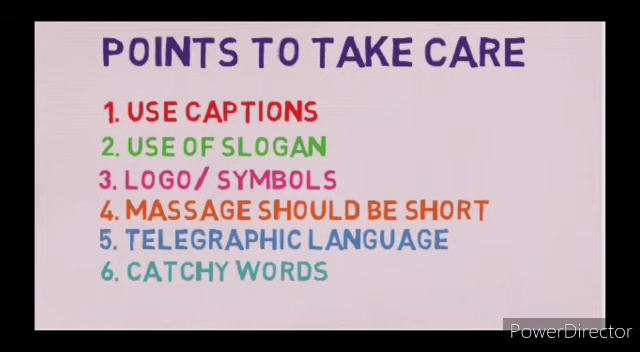 POINTS TO TAKE CARE
1. USE CAPTIONS
2. USE OF SLOGAN
3. LOGO/ SYMBOLS
4. MASSAGE SHOULD BE SHORT
5. TELEGRAPHIC LANGUAGE
6. CATCHY WORDS
PowerDirector